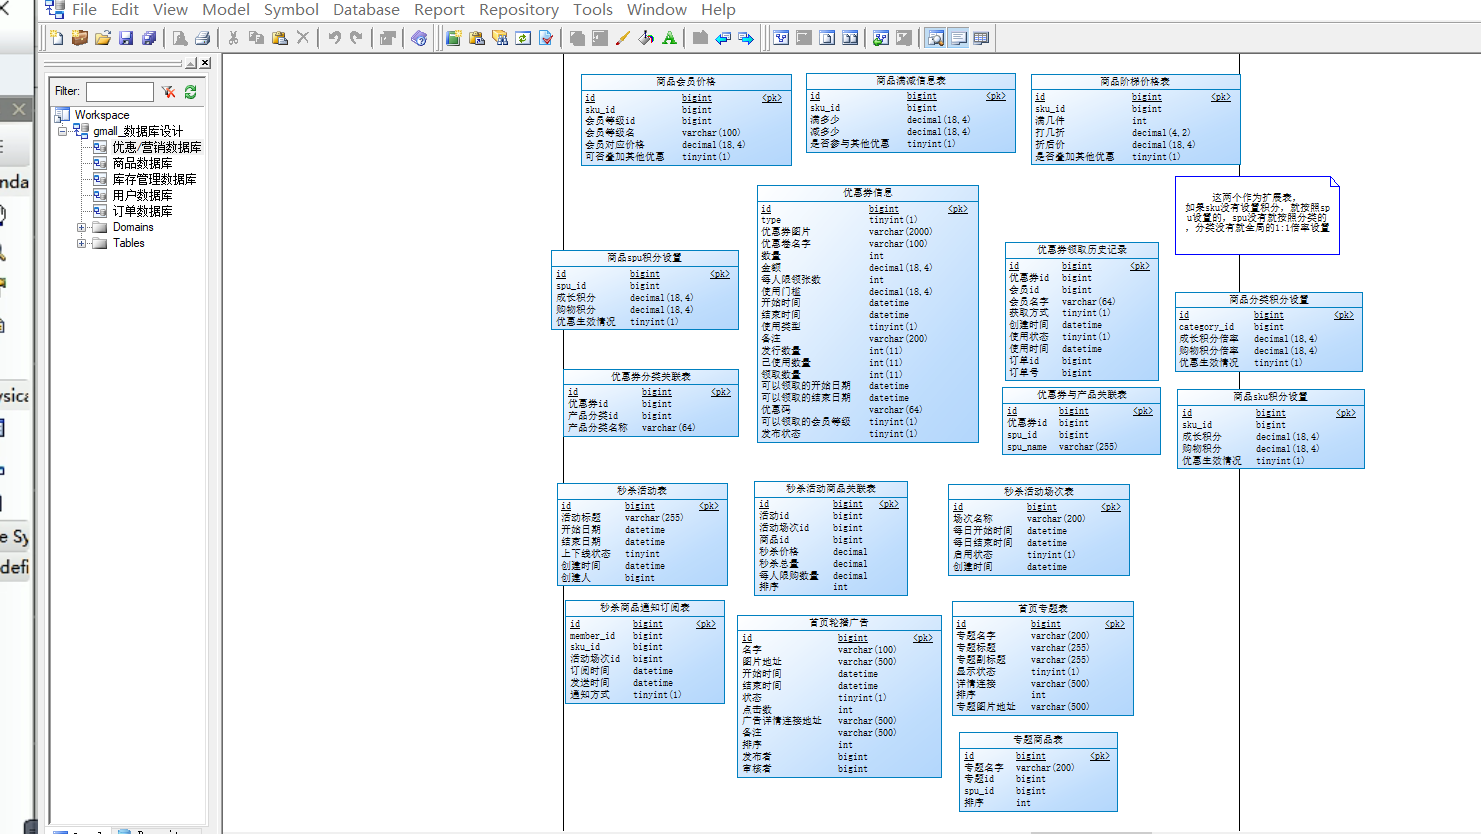 File Edit View Model Symbol Database Report Repository Tools Window Help
Filter:
Workspace
gmall_数据库设计
优惠/营销数据库
商品数据库
库存管理数据库
用户数据库
订单数据库
Domains
Tables
商品会员价格
id bigint <pk>
sku_id bigint
会员等级id bigint
会员等级名 varchar(100)
会员对应价格 decimal(18,4)
可否叠加其他优惠 tinyint(1)
商品满减信息表
id bigint <pk>
sku_id bigint
满多少 decimal(18,4)
减多少 decimal(18,4)
是否参与其他优惠 tinyint(1)
商品阶梯价格表
id bigint <pk>
sku_id bigint
满几件 int
打几折 decimal(4,2)
折后价 decimal(18,4)
是否叠加其他优惠 tinyint(1)
这两个作为扩展表,
如果sku没有设置积分, 就按照sp
u设置的, spu没有就按照分类的
, 分类没有就全局的1:1倍率设置
优惠券信息
id bigint <pk>
type tinyint(1)
优惠券图片 varchar(2000)
优惠卷名字 varchar(100)
数量 int
金额 decimal(18,4)
每人限领张数 int
使用门槛 decimal(18,4)
开始时间 datetime
结束时间 datetime
使用类型 tinyint(1)
备注 varchar(200)
发行数量 int(11)
已使用数量 int(11)
领取数量 int(11)
可以领取的开始日期 datetime
可以领取的结束日期 datetime
优惠码 varchar(64)
可以领取的会员等级 tinyint(1)
发布状态 tinyint(1)
商品spu积分设置
id bigint <pk>
spu_id bigint
成长积分 decimal(18,4)
购物积分 decimal(18,4)
优惠生效情况 tinyint(1)
优惠券领取历史记录
id bigint <pk>
优惠券id bigint
会员id bigint
会员名字 varchar(64)
获取方式 tinyint(1)
创建时间 datetime
使用状态 tinyint(1)
使用时间 datetime
订单id bigint
订单号 bigint
商品分类积分设置
id bigint <pk>
category_id bigint
成长积分倍率 decimal(18,4)
购物积分倍率 decimal(18,4)
优惠生效情况 tinyint(1)
优惠券分类关联表
id bigint <pk>
优惠券id bigint
产品分类id bigint
产品分类名称 varchar(64)
优惠券与产品关联表
id bigint <pk>
优惠券id bigint
spu_id bigint
spu_name varchar(255)
商品sku积分设置
id bigint <pk>
sku_id bigint
成长积分 decimal(18,4)
购物积分 decimal(18,4)
优惠生效情况 tinyint(1)
秒杀活动表
id bigint <pk>
活动标题 varchar(255)
开始日期 datetime
结束日期 datetime
上下线状态 tinyint
创建时间 datetime
创建人 bigint
秒杀活动商品关联表
id bigint <pk>
活动id bigint
活动场次id bigint
商品id bigint
秒杀价格 decimal
秒杀总量 decimal
每人限购数量 decimal
排序 int
秒杀活动场次表
id bigint <pk>
场次名称 varchar(200)
每日开始时间 datetime
每日结束时间 datetime
启用状态 tinyint(1)
创建时间 datetime
秒杀商品通知订阅表
id bigint <pk>
member_id bigint
sku_id bigint
活动场次id bigint
订阅时间 datetime
发送时间 datetime
通知方式 tinyint(1)
首页轮播广告
id bigint <pk>
名字 varchar(100)
图片地址 varchar(500)
开始时间 datetime
结束时间 datetime
状态 tinyint(1)
点击数 int
广告详情连接地址 varchar(500)
备注 varchar(500)
排序 int
发布者 bigint
审核者 bigint
首页专题表
id bigint <pk>
专题名字 varchar(200)
专题标题 varchar(255)
专题副标题 varchar(255)
显示状态 tinyint(1)
详情连接 varchar(500)
排序 int
专题图片地址 varchar(500)
专题商品表
id bigint <pk>
专题名字 varchar(200)
专题id bigint
spu_id bigint
排序 int